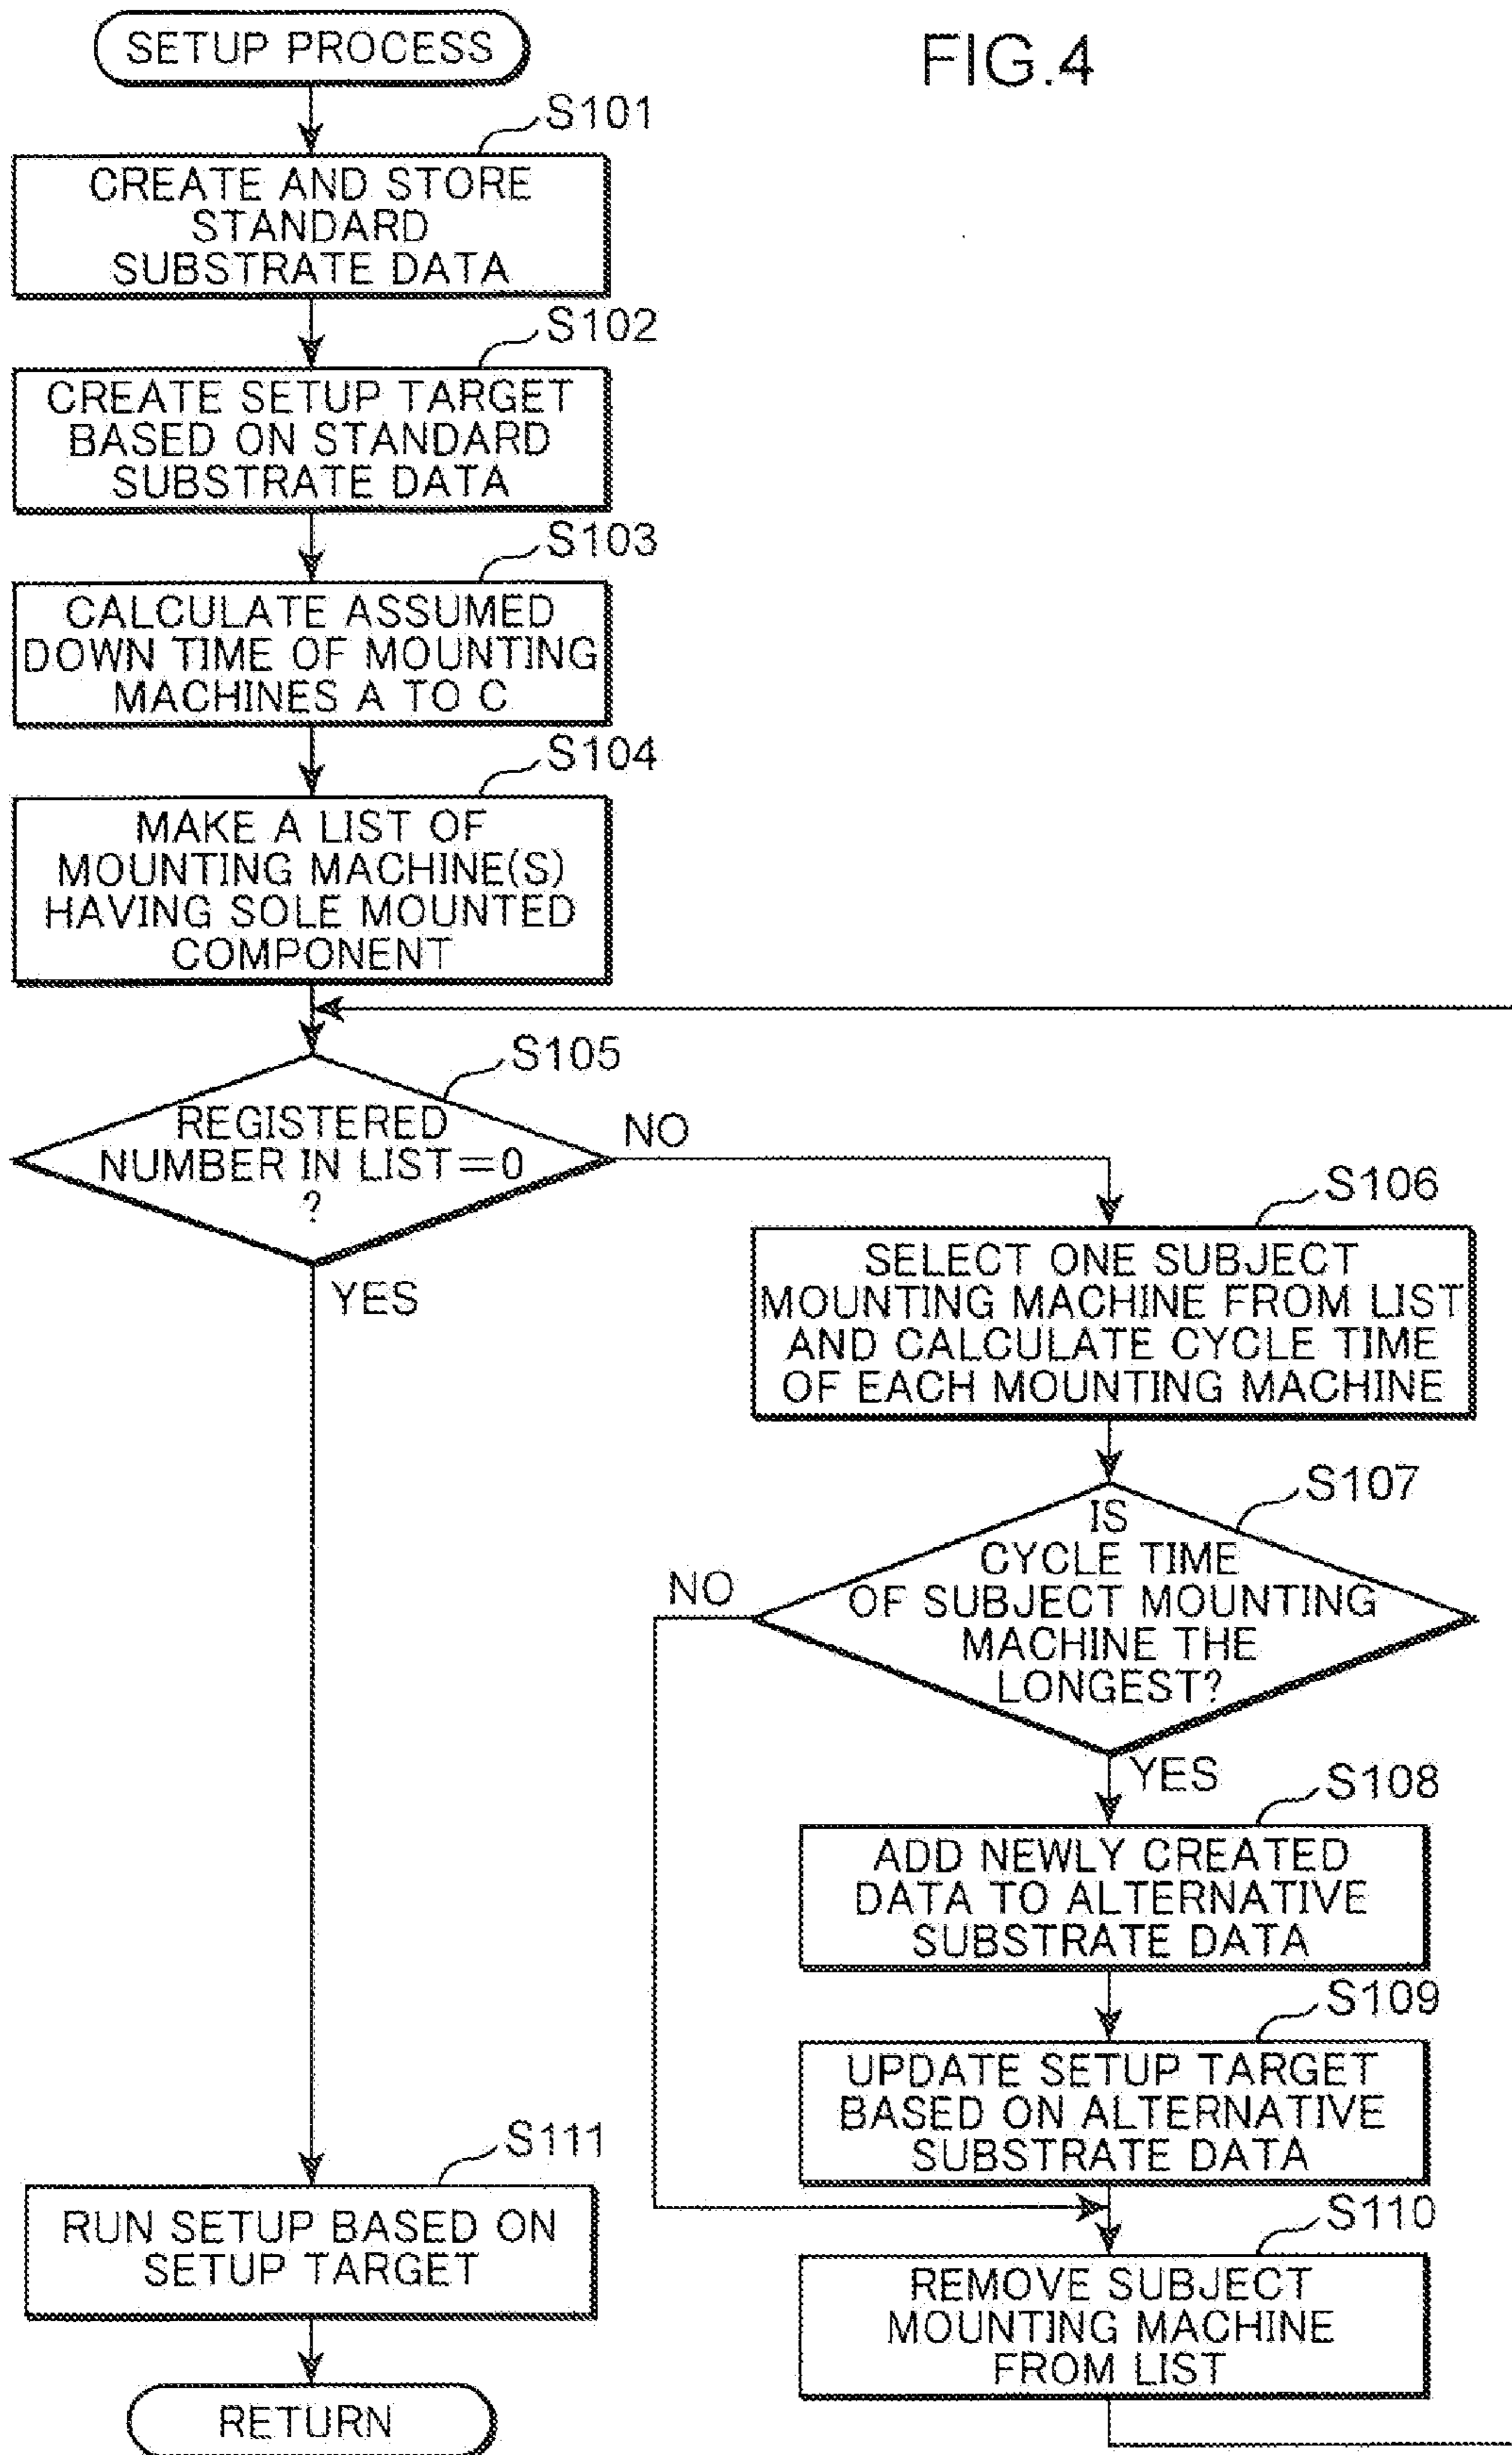 SETUP PROCESS
FIG.4
S101
CREATE AND STORE
STANDARD
SUBSTRATE DATA
S102
CREATE SETUP TARGET
BASED ON STANDARD
SUBSTRATE DATA
S103
CALCULATE ASSUMED
DOWN TIME OF MOUNTING
MACHINES A TO C
S104
MAKE A LIST OF
MOUNTING MACHINE(S)
HAVING SOLE MOUNTED
COMPONENT
S105
REGISTERED
NUMBER IN LIST=0
?
NO
YES
S106
SELECT ONE SUBJECT
MOUNTING MACHINE FROM LIST
AND CALCULATE CYCLE TIME
OF EACH MOUNTING MACHINE
S107
IS
CYCLE TIME
OF SUBJECT MOUNTING
MACHINE THE
LONGEST?
NO
YES
S108
ADD NEWLY CREATED
DATA TO ALTERNATIVE
SUBSTRATE DATA
S109
UPDATE SETUP TARGET
BASED ON ALTERNATIVE
SUBSTRATE DATA
S110
REMOVE SUBJECT
MOUNTING MACHINE
FROM LIST
S111
RUN SETUP BASED ON
SETUP TARGET
RETURN